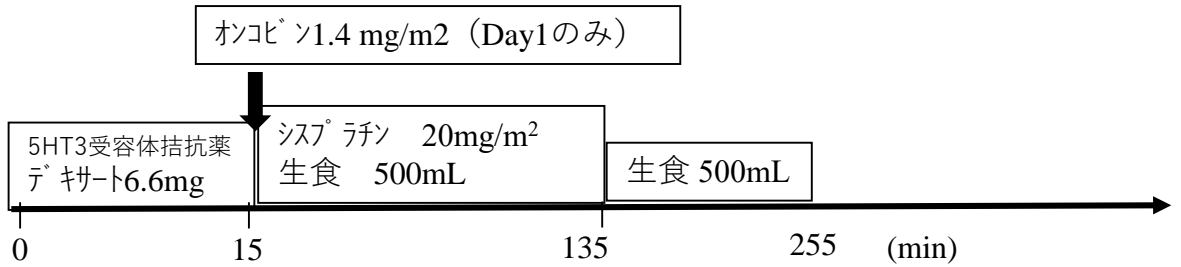 オンコビン1.4 mg/m2（Day1のみ）
5HT3受容体拮抗薬
デキサート6.6mg
シスプラチン　20mg/m²
生食　500mL
生食 500mL
0
15
135
255
(min)